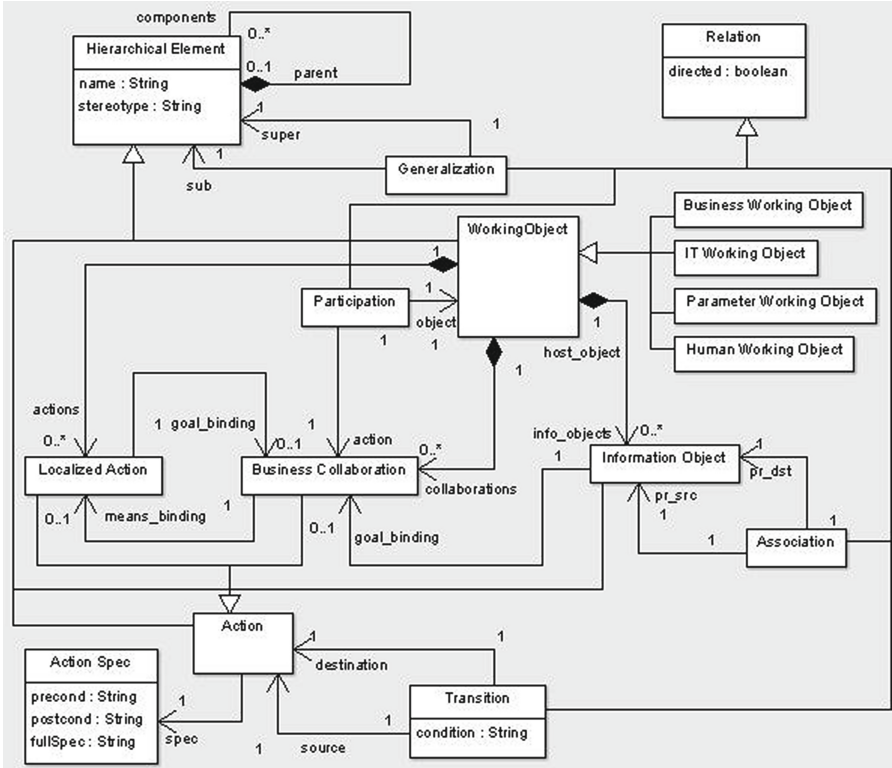 components
0..*
Hierarchical Element
name : String
stereotype : String
0..1
parent
1
super
1
1
sub
Relation
directed : boolean
Generalization
WorkingObject
Business Working Object
IT Working Object
Parameter Working Object
Human Working Object
1
Participation
1
object
1
1
1
host_object
1
actions
0..*
1
goal_binding
0..1
1
action
0..*
collaborations
info_objects
0..*
Localized Action
Business Collaboration
Information Object
1
1
pr_dst
0..1
means_binding
1
0..1
goal_binding
pr_src
1
1
1
Association
Action
1
destination
1
Action Spec
precond : String
postcond : String
fullSpec : String
1
spec
Transition
condition : String
1
source
1